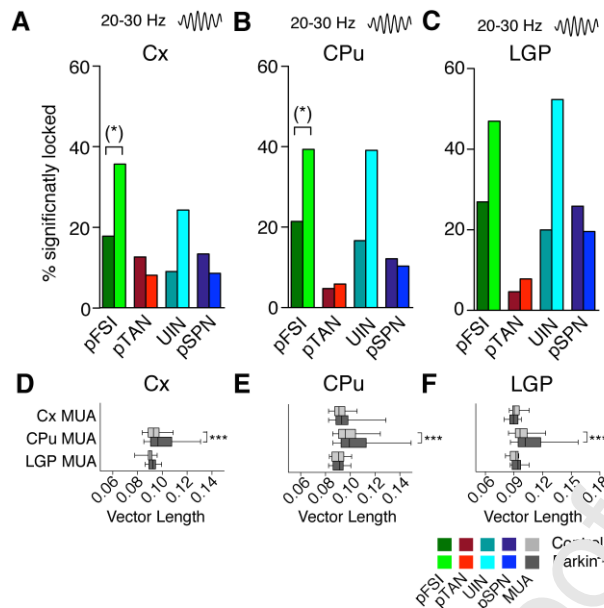 A 20-30 Hz B 20-30 Hz C 20-30 Hz
Cx CPu LGP
% significnatly locked
60 60 60
40 40 40
20 20 20
0 0 0
(*) (*)
pFSI pTAN UIN pSPN pFSI pTAN UIN pSPN pFSI pTAN UIN pSPN
D Cx E CPu F LGP
Cx MUA
CPu MUA *** *** ***
LGP MUA
0.06 0.08 0.10 0.12 0.14 0.06 0.08 0.10 0.12 0.14 0.06 0.09 0.12 0.15 0.18
Vector Length Vector Length Vector Length
Control
Parkin
pFSI pTAN UIN pSPN MUA